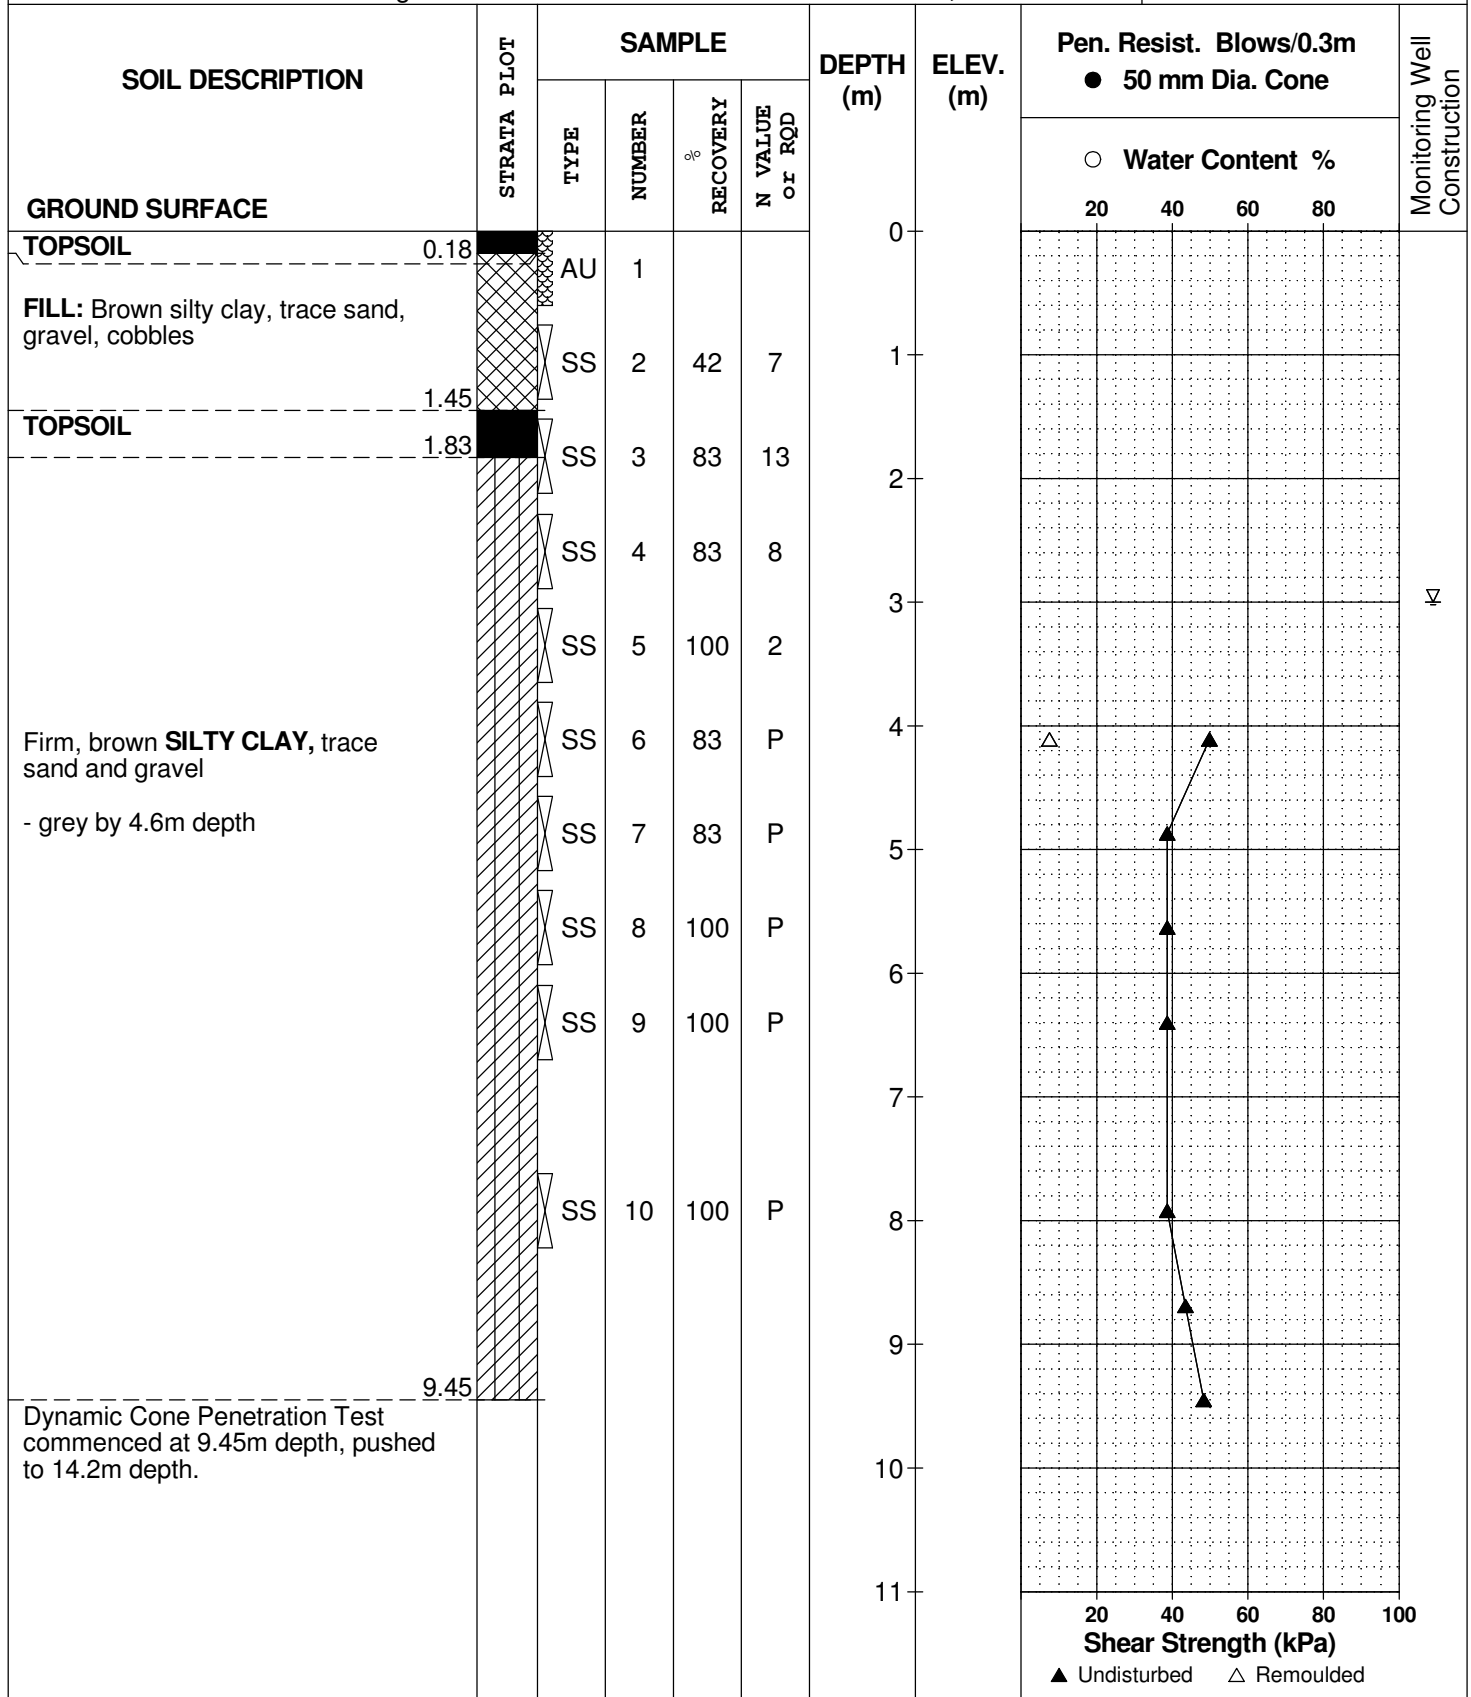 SOIL DESCRIPTION
GROUND SURFACE
STRATA PLOT
SAMPLE
TYPE
NUMBER
%
RECOVERY
N VALUE
or RQD
DEPTH
(m)
ELEV.
(m)
Pen. Resist. Blows/0.3m
● 50 mm Dia. Cone
○ Water Content %
20 40 60 80
Monitoring Well
Construction
TOPSOIL 0.18
FILL: Brown silty clay, trace sand,
gravel, cobbles
1.45
TOPSOIL
1.83
Firm, brown SILTY CLAY, trace
sand and gravel
- grey by 4.6m depth
9.45
Dynamic Cone Penetration Test
commenced at 9.45m depth, pushed
to 14.2m depth.
AU 1
SS 2 42 7
SS 3 83 13
SS 4 83 8
SS 5 100 2
SS 6 83 P
SS 7 83 P
SS 8 100 P
SS 9 100 P
SS 10 100 P
0
1
2
3
4
5
6
7
8
9
10
11
20 40 60 80 100
Shear Strength (kPa)
▲ Undisturbed △ Remoulded